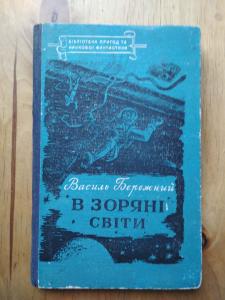 БІБЛІОТЕКА ПРИГОД ТА
НАУКОВОЇ ФАНТАСТИКИ
Василь Бережний
В ЗОРЯНІ
СВІТИ